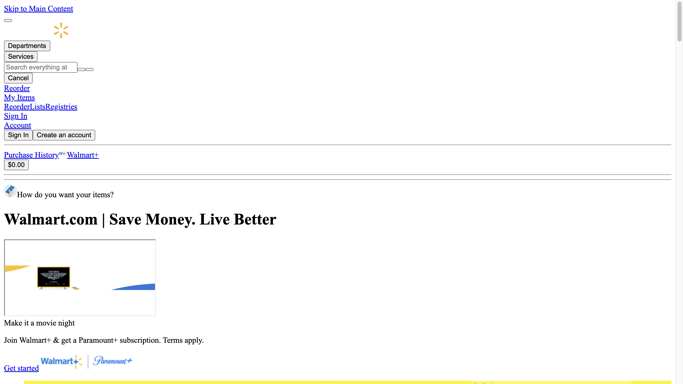 Skip to Main Content
Departments
Services
Search everything at
Cancel
Reorder
My Items
ReorderListsRegistries
Sign In
Account
Sign In Create an account
Purchase History Walmart+
$0.00
How do you want your items?
Walmart.com | Save Money. Live Better
Make it a movie night
Join Walmart+ & get a Paramount+ subscription. Terms apply.
Get started Walmart+ Paramount+